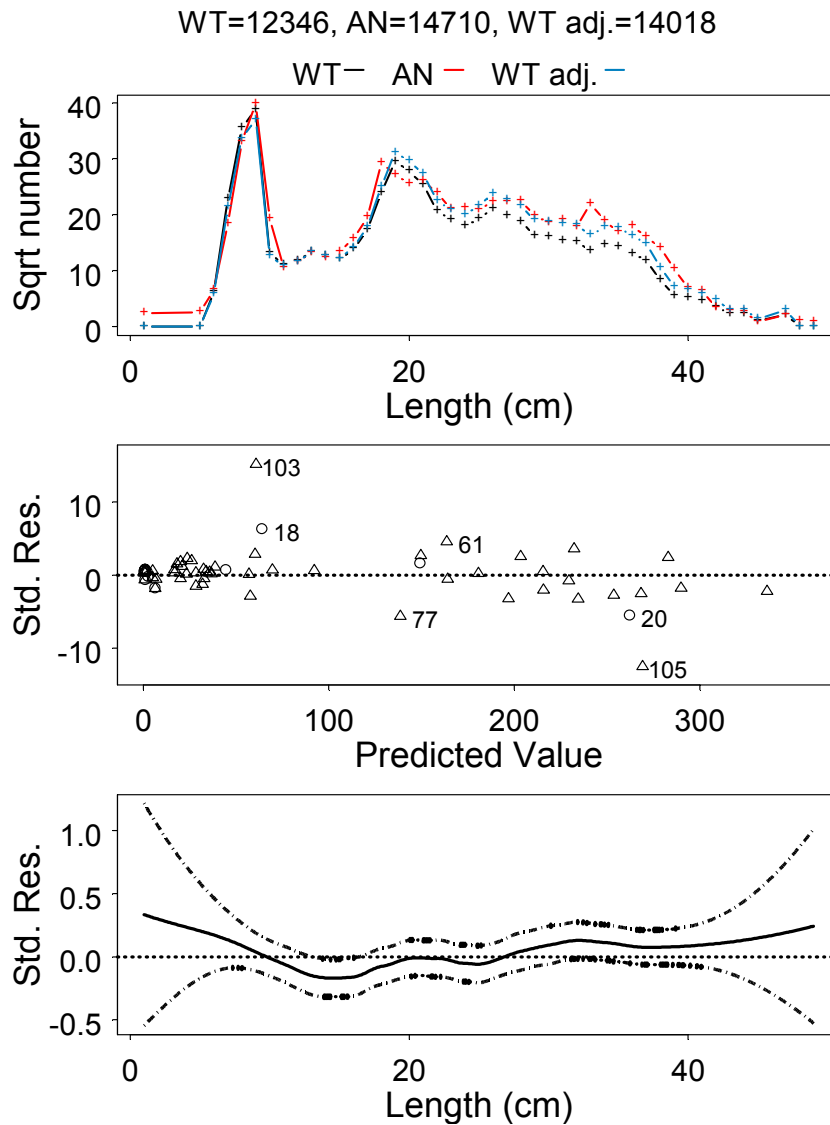 WT=12346, AN=14710, WT adj.=14018
WT AN WT adj.
Sqrt number
40
30
20
10
0
0 20 40
Length (cm)
Std. Res.
10
0
-10
103
18
61
77
20
105
0 100 200 300
Predicted Value
Std. Res.
1.0
0.5
0.0
-0.5
0 20 40
Length (cm)